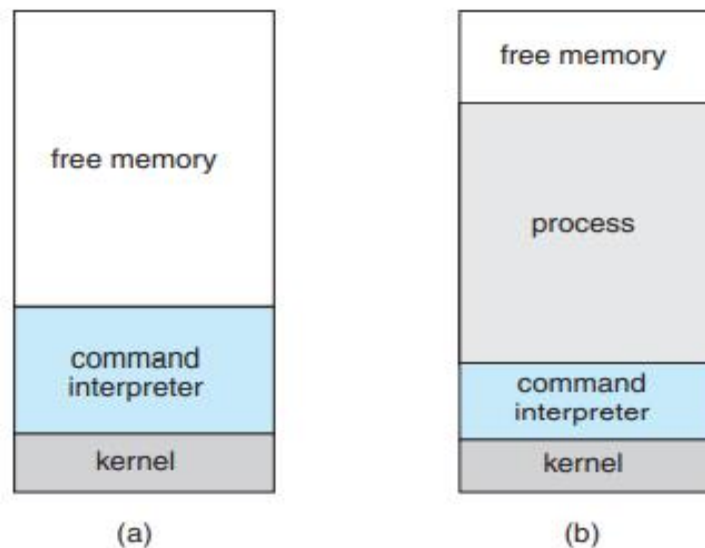 free memory
command
interpreter
kernel
(a)
free memory
process
command
interpreter
kernel
(b)